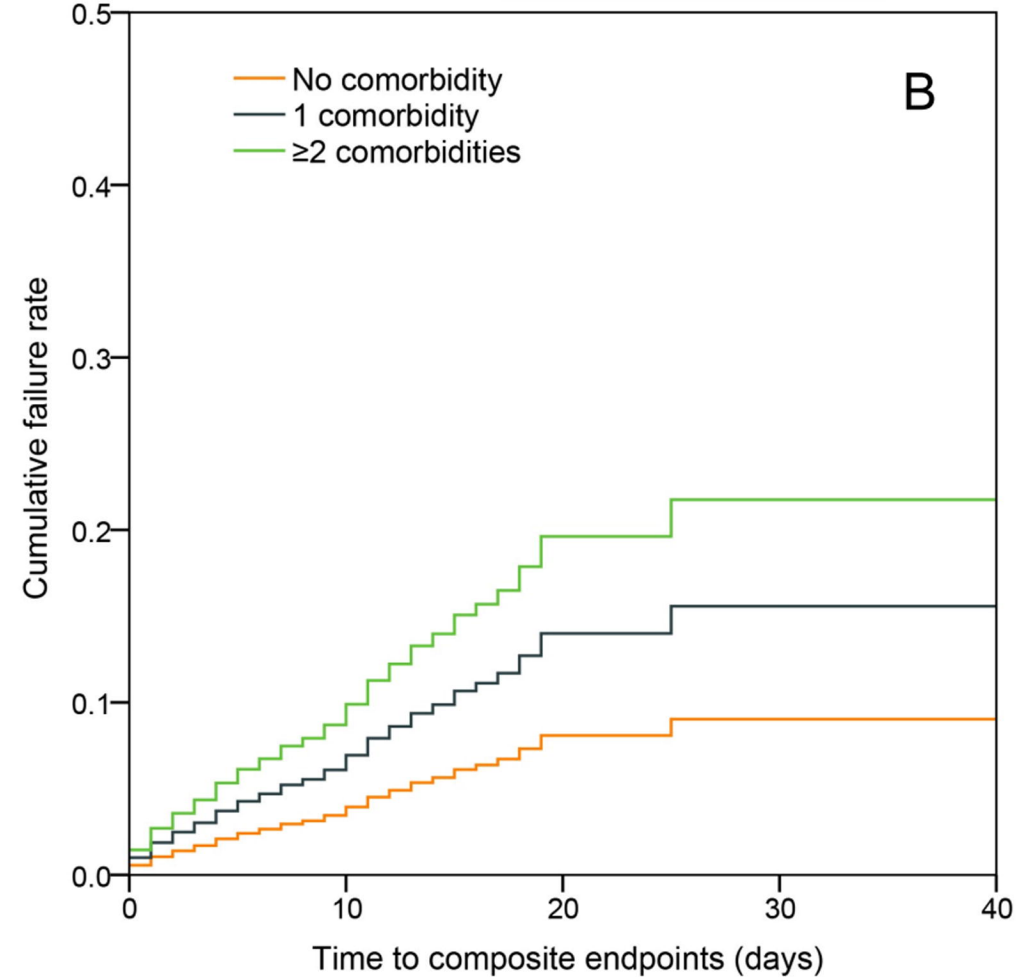 0.5
0.4
0.3
0.2
0.1
0.0
Cumulative failure rate
No comorbidity
1 comorbidity
≥2 comorbidities
B
0 10 20 30 40
Time to composite endpoints (days)